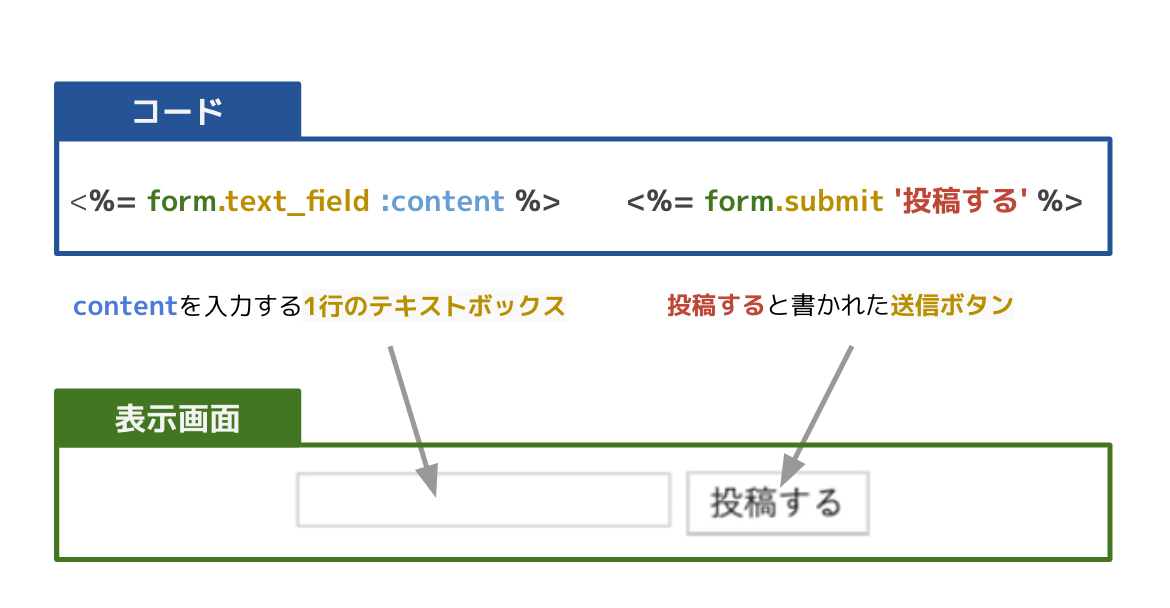 コード
<%= form.text_field :content %> <%= form.submit '投稿する' %>
contentを入力する1行のテキストボックス 投稿すると書かれた送信ボタン
表示画面
投稿する